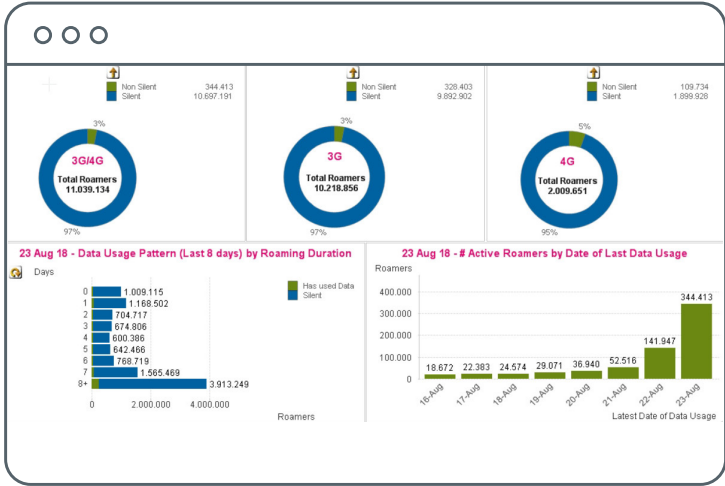 Non Silent 344.413
Silent 10.697.191
3%
3G/4G
Total Roamers
11.039.134
97%
Non Silent 328.403
Silent 9.892.902
3%
3G
Total Roamers
10.218.856
97%
Non Silent 109.734
Silent 1.899.928
5%
4G
Total Roamers
2.009.651
95%
23 Aug 18 - Data Usage Pattern (Last 8 days) by Roaming Duration
Days
Has used Data
Silent
0 1.009.115
1 1.168.502
2 704.717
3 674.806
4 600.386
5 642.466
6 768.719
7 1.565.469
8+ 3.913.249
0 2.000.000 4.000.000
Roamers
23 Aug 18 - # Active Roamers by Date of Last Data Usage
Roamers
400.000
300.000
200.000
100.000
0
18.672 22.383 24.574 29.071 36.940 52.516 141.947 344.413
16-Aug 17-Aug 18-Aug 19-Aug 20-Aug 21-Aug 22-Aug 23-Aug
Latest Date of Data Usage